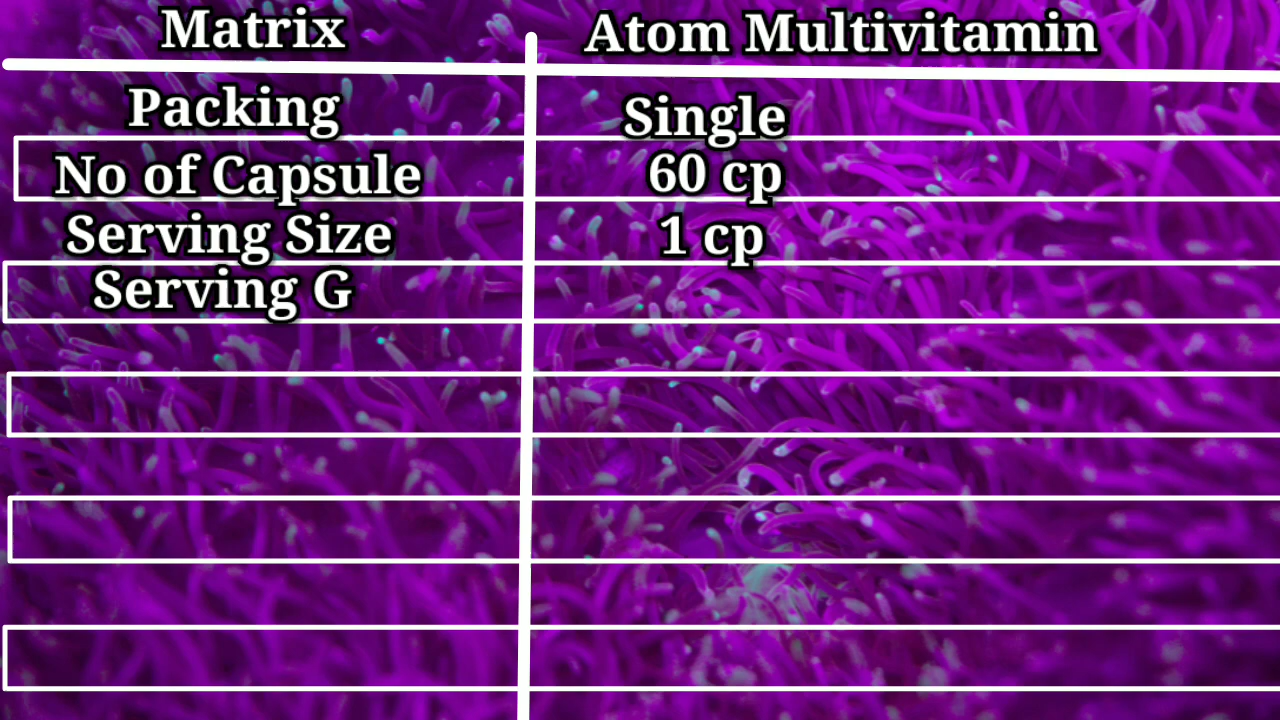 Matrix Atom Multivitamin
Packing Single
No of Capsule 60 cp
Serving Size 1 cp
Serving G